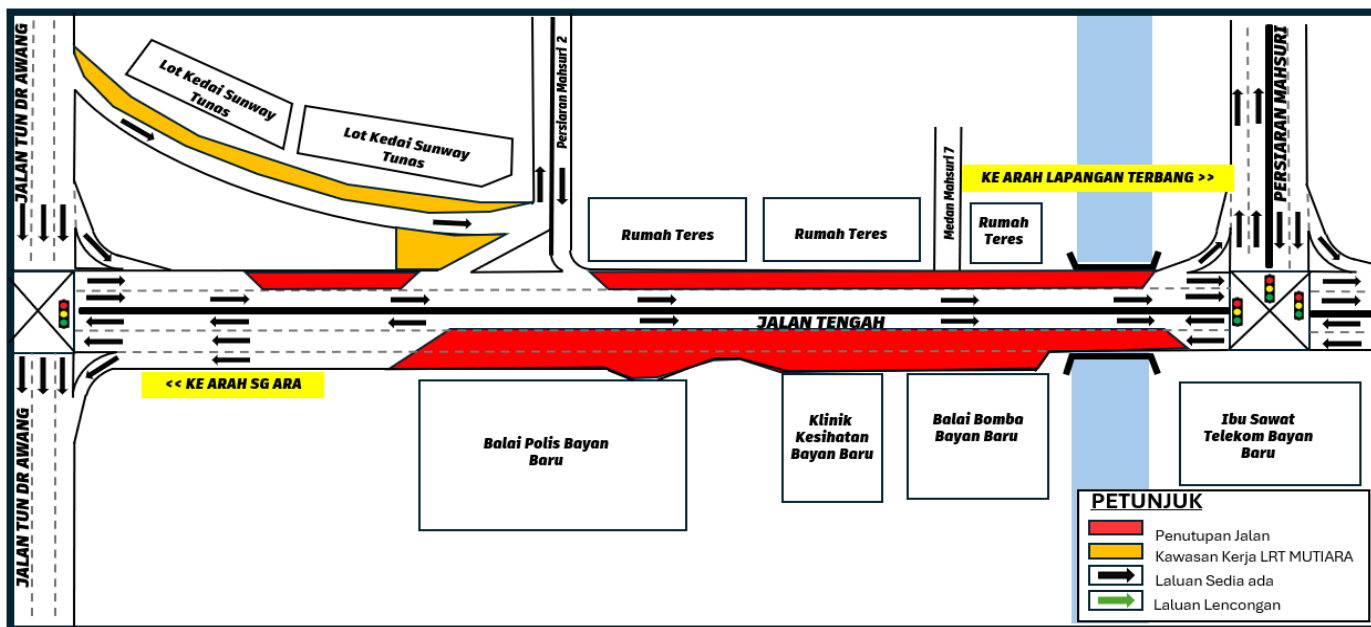 JALAN TUN DR AWANG
Lot Kedai Sunway
Tunas
Lot Kedai Sunway
Tunas
Persiaran Mahsuri 2
Medan Mahsuri 7
KE ARAH LAPANGAN TERBANG >>
PERSIARAN MAHSURI
Rumah Teres
Rumah Teres
Rumah
Teres
JALAN TENGAH
<< KE ARAH SG ARA
JALAN TUN DR AWANG
Balai Polis Bayan
Baru
Klinik
Kesihatan
Bayan Baru
Balai Bomba
Bayan Baru
Ibu Sawat
Telekom Bayan
Baru
PETUNJUK
Penutupan Jalan
Kawasan Kerja LRT MUTIARA
Laluan Sedia ada
Laluan Lencongan